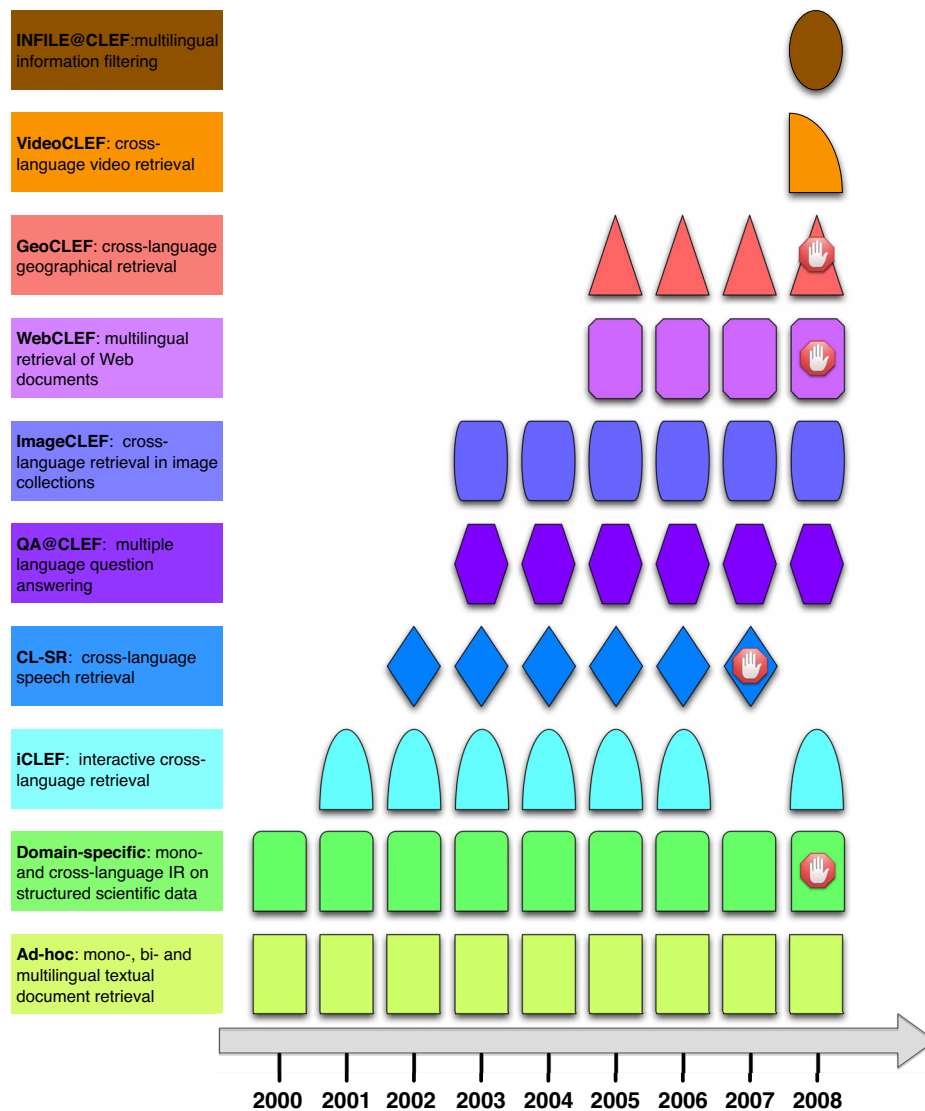 INFILE@CLEF:multilingual
information filtering
VideoCLEF: cross-
language video retrieval
GeoCLEF: cross-language
geographical retrieval
WebCLEF: multilingual
retrieval of Web
documents
ImageCLEF: cross-
language retrieval in image
collections
QA@CLEF: multiple
language question
answering
CL-SR: cross-language
speech retrieval
iCLEF: interactive cross-
language retrieval
Domain-specific: mono-
and cross-language IR on
structured scientific data
Ad-hoc: mono-, bi- and
multilingual textual
document retrieval
2000 2001 2002 2003 2004 2005 2006 2007 2008